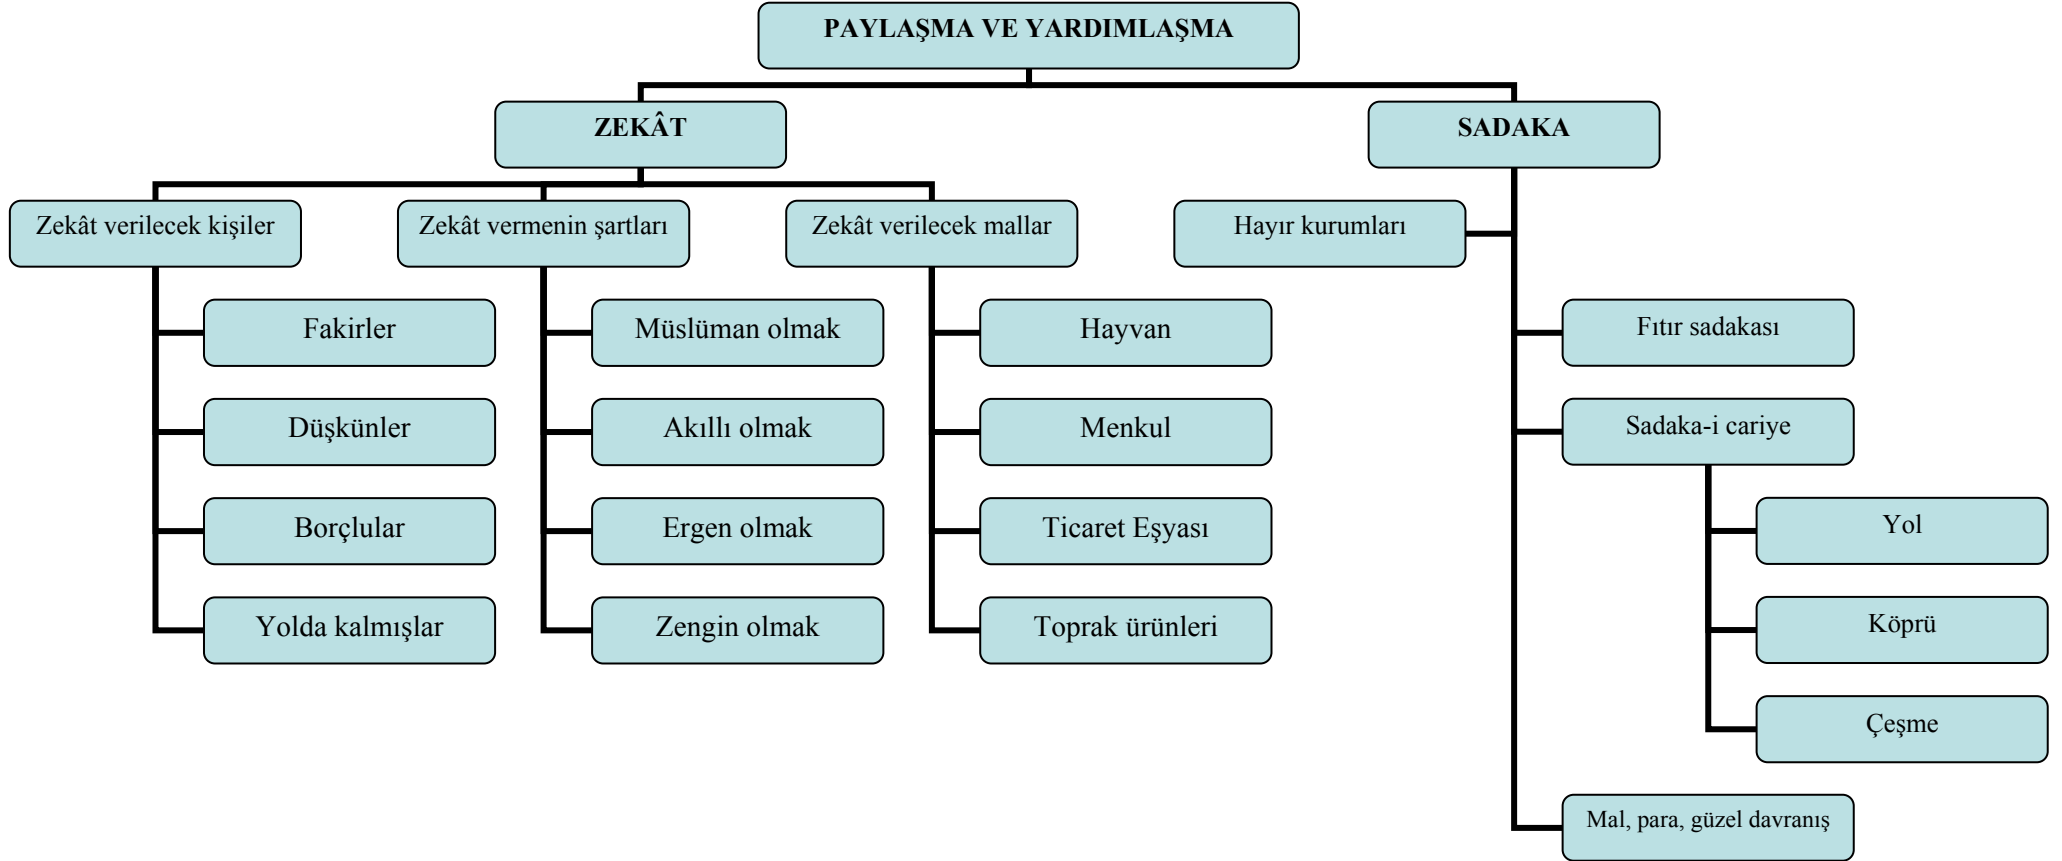 PAYLAŞMA VE YARDIMLAŞMA
ZEKÂT
SADAKA
Zekât verilecek kişiler
Zekât vermenin şartları
Zekât verilecek mallar
Hayır kurumları
Fakirler
Müslüman olmak
Hayvan
Fıtır sadakası
Düşkünler
Akıllı olmak
Menkul
Sadaka-i cariye
Borçlular
Ergen olmak
Ticaret Eşyası
Yol
Yolda kalmışlar
Zengin olmak
Toprak ürünleri
Köprü
Çeşme
Mal, para, güzel davranış